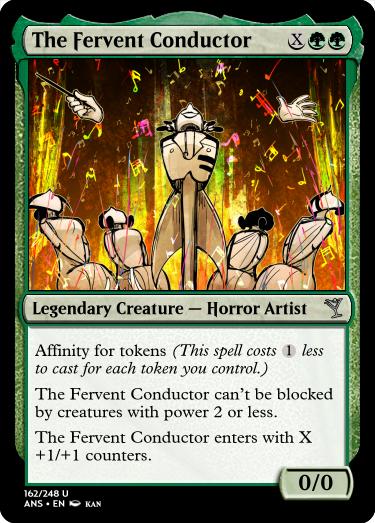 The Fervent Conductor X
Legendary Creature — Horror Artist
Affinity for tokens (This spell costs 1 less
to cast for each token you control.)
The Fervent Conductor can't be blocked
by creatures with power 2 or less.
The Fervent Conductor enters with X
+1/+1 counters.
0/0
162/248 U
ANS • EN KAN